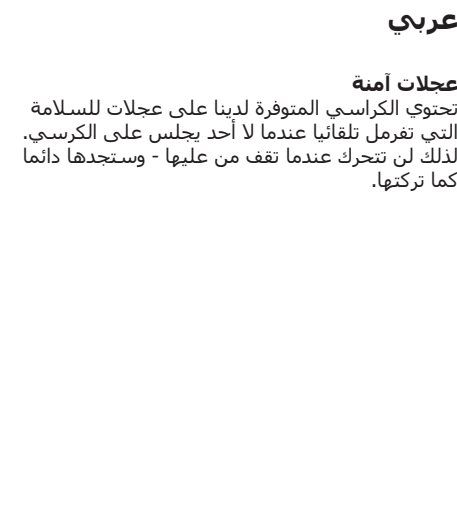 عربي
عجلات آمنة
تحتوي الكراسي المتوفرة لدينا على عجلات للسلامة
التي تفرمل تلقائيا عندما لا أحد يجلس على الكرسي.
لذلك لن تتحرك عندما تقف من عليها - وستجدها دائما
كما تركتها.